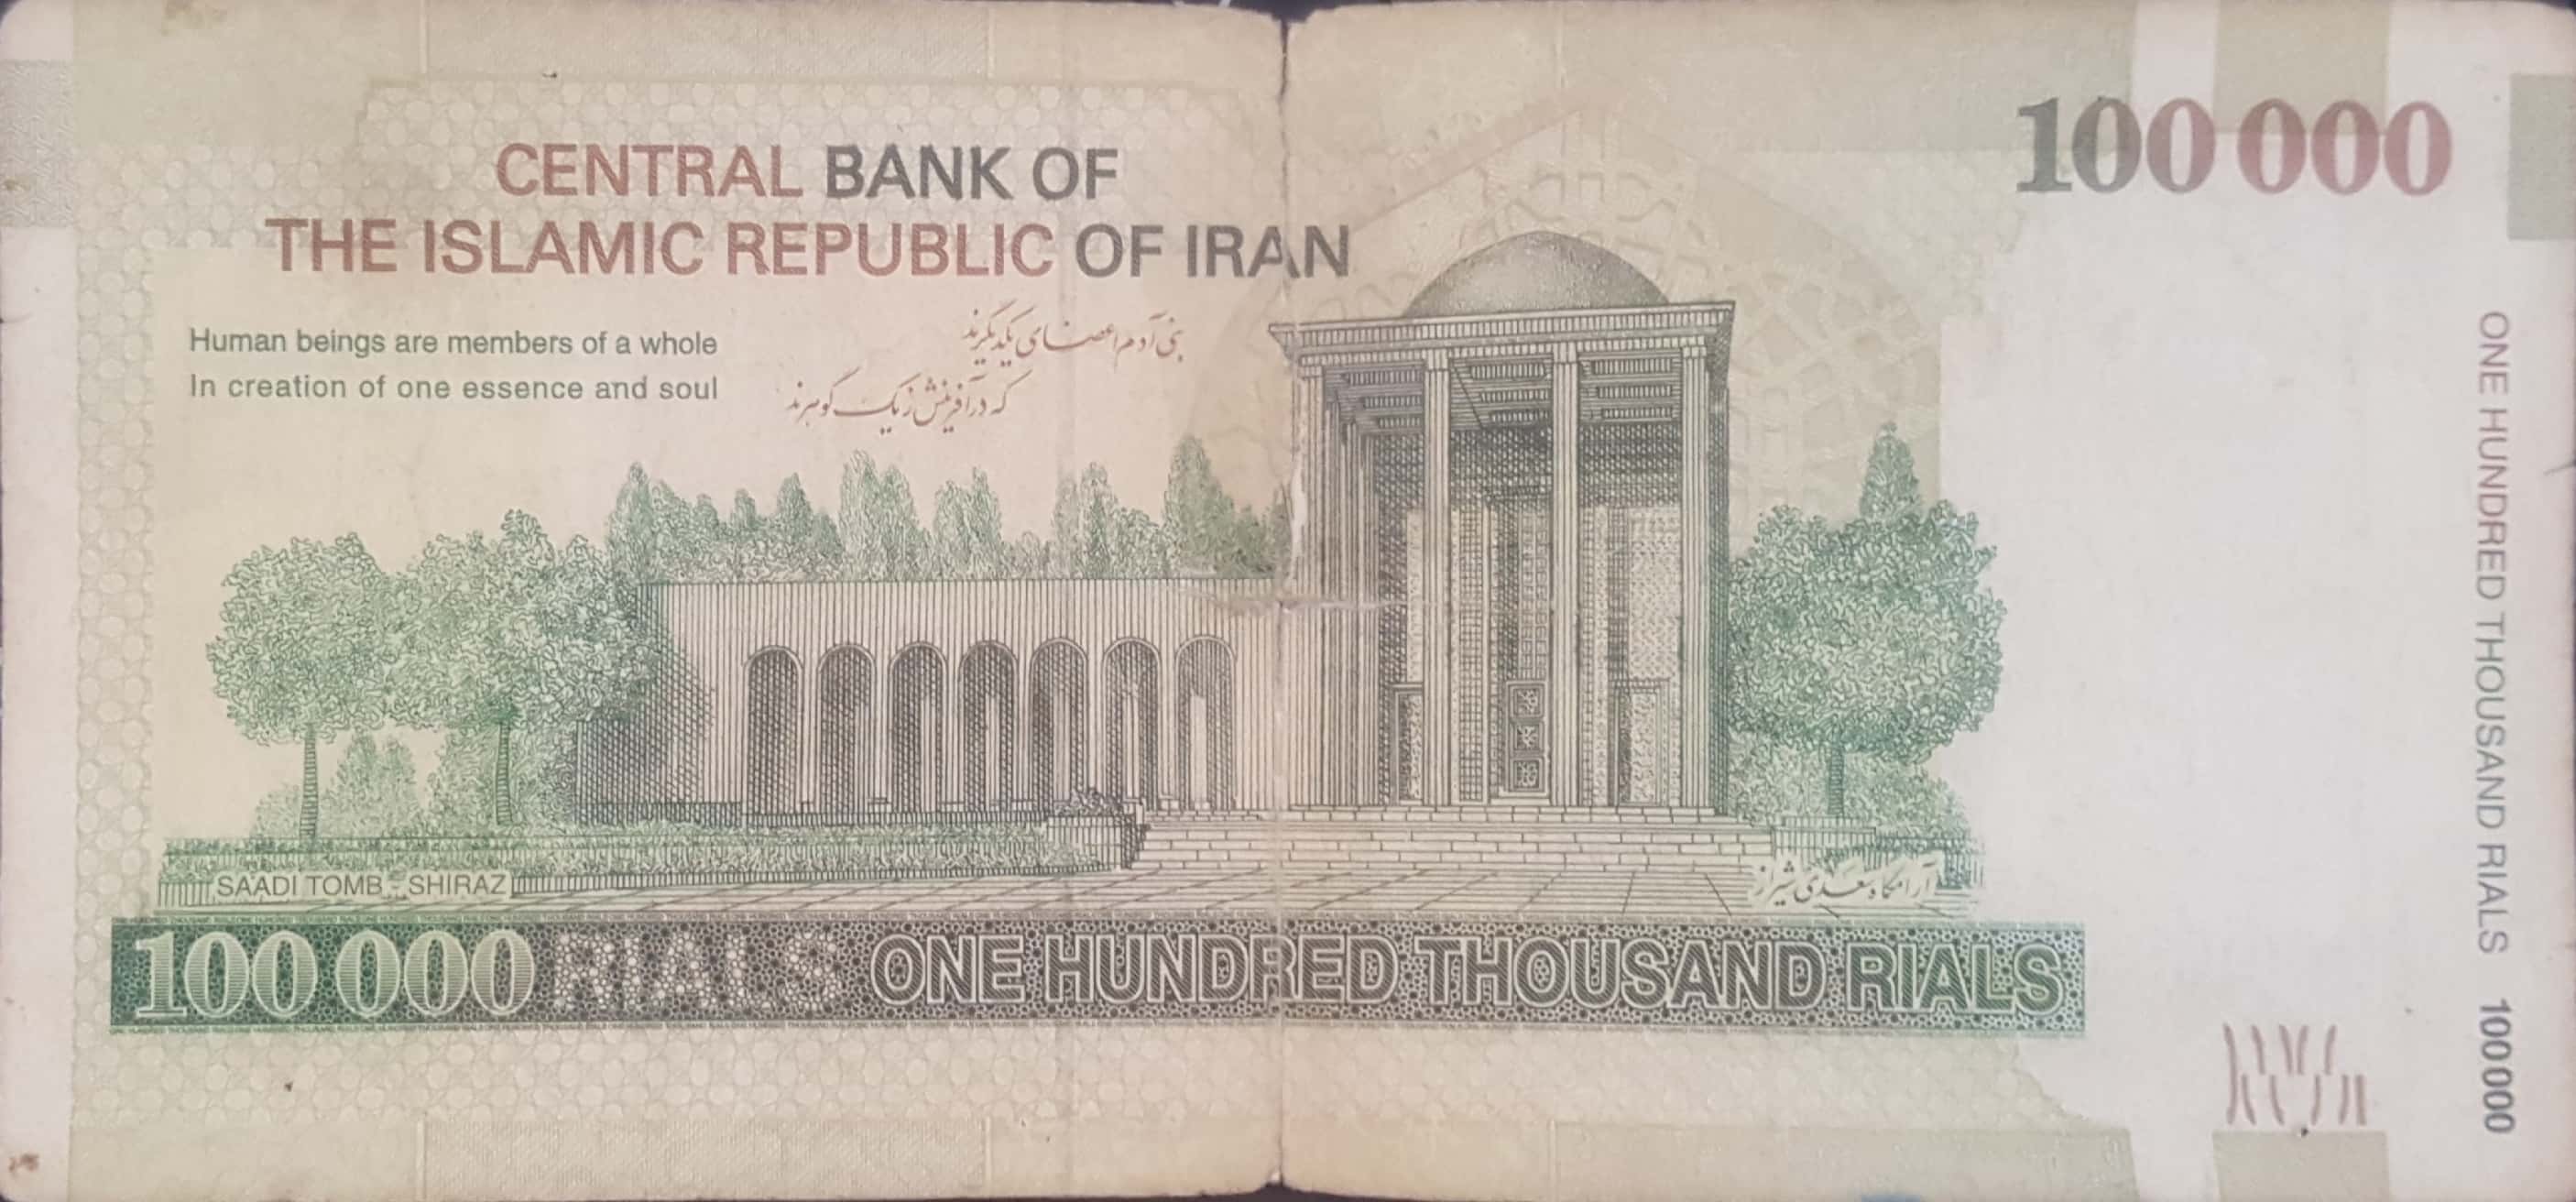 CENTRAL BANK OF
THE ISLAMIC REPUBLIC OF IRAN
100 000
Human beings are members of a whole
In creation of one essence and soul
بنی آدم اعضای یکدیگرند
که در آفرینش ز یک گوهرند
SAADI TOMB - SHIRAZ
آرامگاه سعدی شیراز
100 000 RIALS ONE HUNDRED THOUSAND RIALS
ONE HUNDRED THOUSAND RIALS 100000